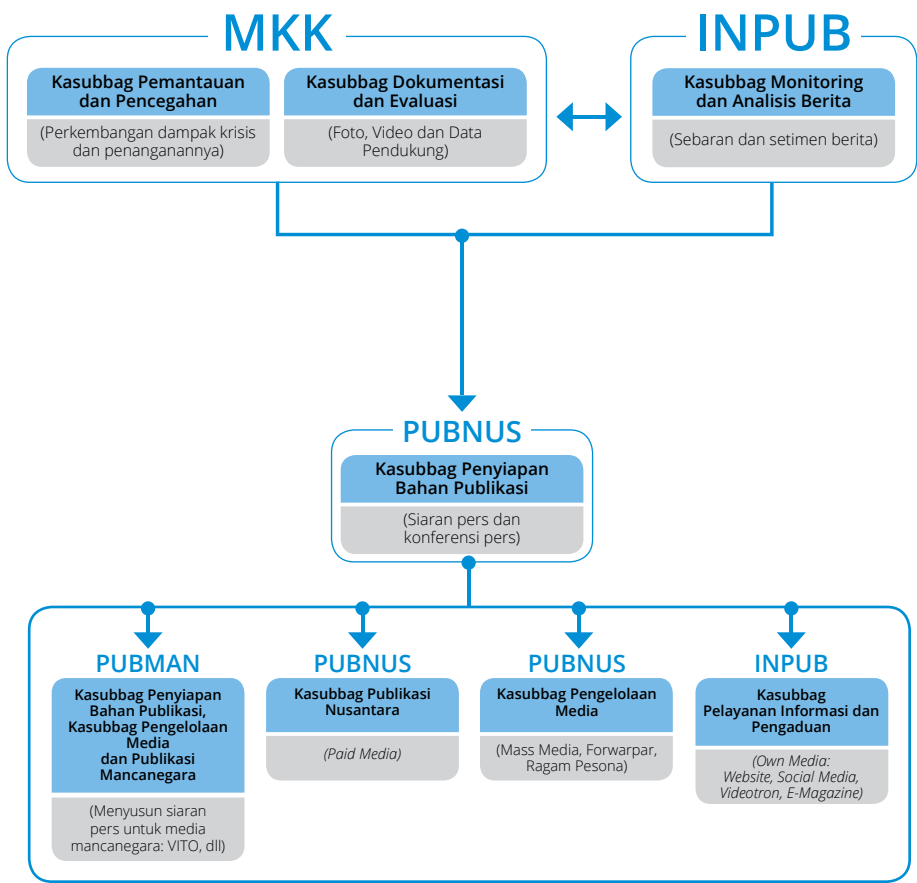 MKK
Kasubbag Pemantauan
dan Pencegahan
(Perkembangan dampak krisis
dan penanganannya)
Kasubbag Dokumentasi
dan Evaluasi
(Foto, Video dan Data
Pendukung)
INPUB
Kasubbag Monitoring
dan Analisis Berita
(Sebaran dan setimen berita)
PUBNUS
Kasubbag Penyiapan
Bahan Publikasi
(Siaran pers dan
konferensi pers)
PUBMAN
Kasubbag Penyiapan
Bahan Publikasi,
Kasubbag Pengelolaan
Media
dan Publikasi
Mancanegara
(Menyusun siaran
pers untuk media
mancanegara: VITO, dll)
PUBNUS
Kasubbag Publikasi
Nusantara
(Paid Media)
PUBNUS
Kasubbag Pengelolaan
Media
(Mass Media, Forwarpar,
Ragam Pesona)
INPUB
Kasubbag
Pelayanan Informasi dan
Pengaduan
(Own Media:
Website, Social Media,
Videotron, E-Magazine)